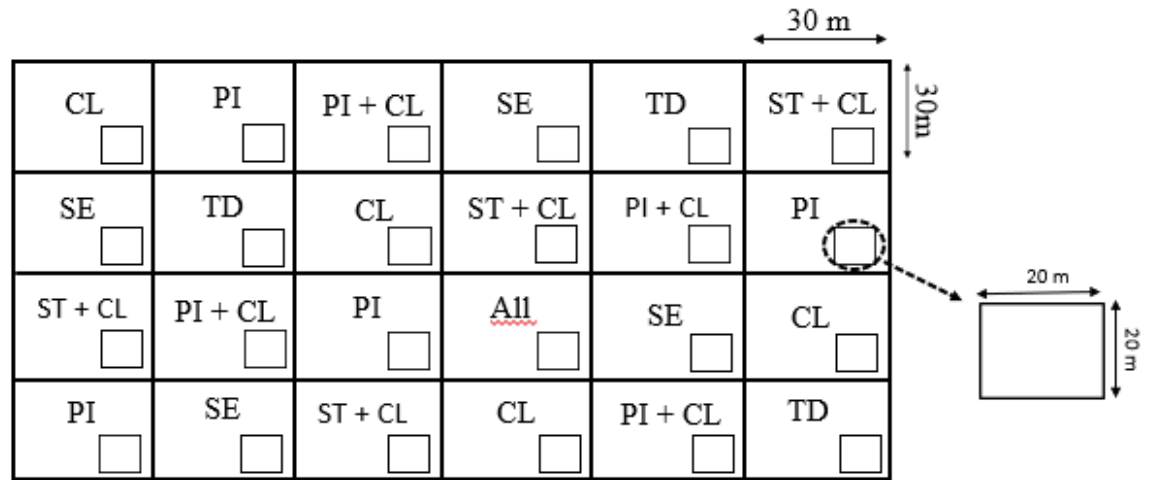 30 m
CL PI PI + CL SE TD ST + CL
30m
SE TD CL ST + CL PI + CL PI
20 m
ST + CL PI + CL PI All SE CL
20 m
PI SE ST + CL CL PI + CL TD